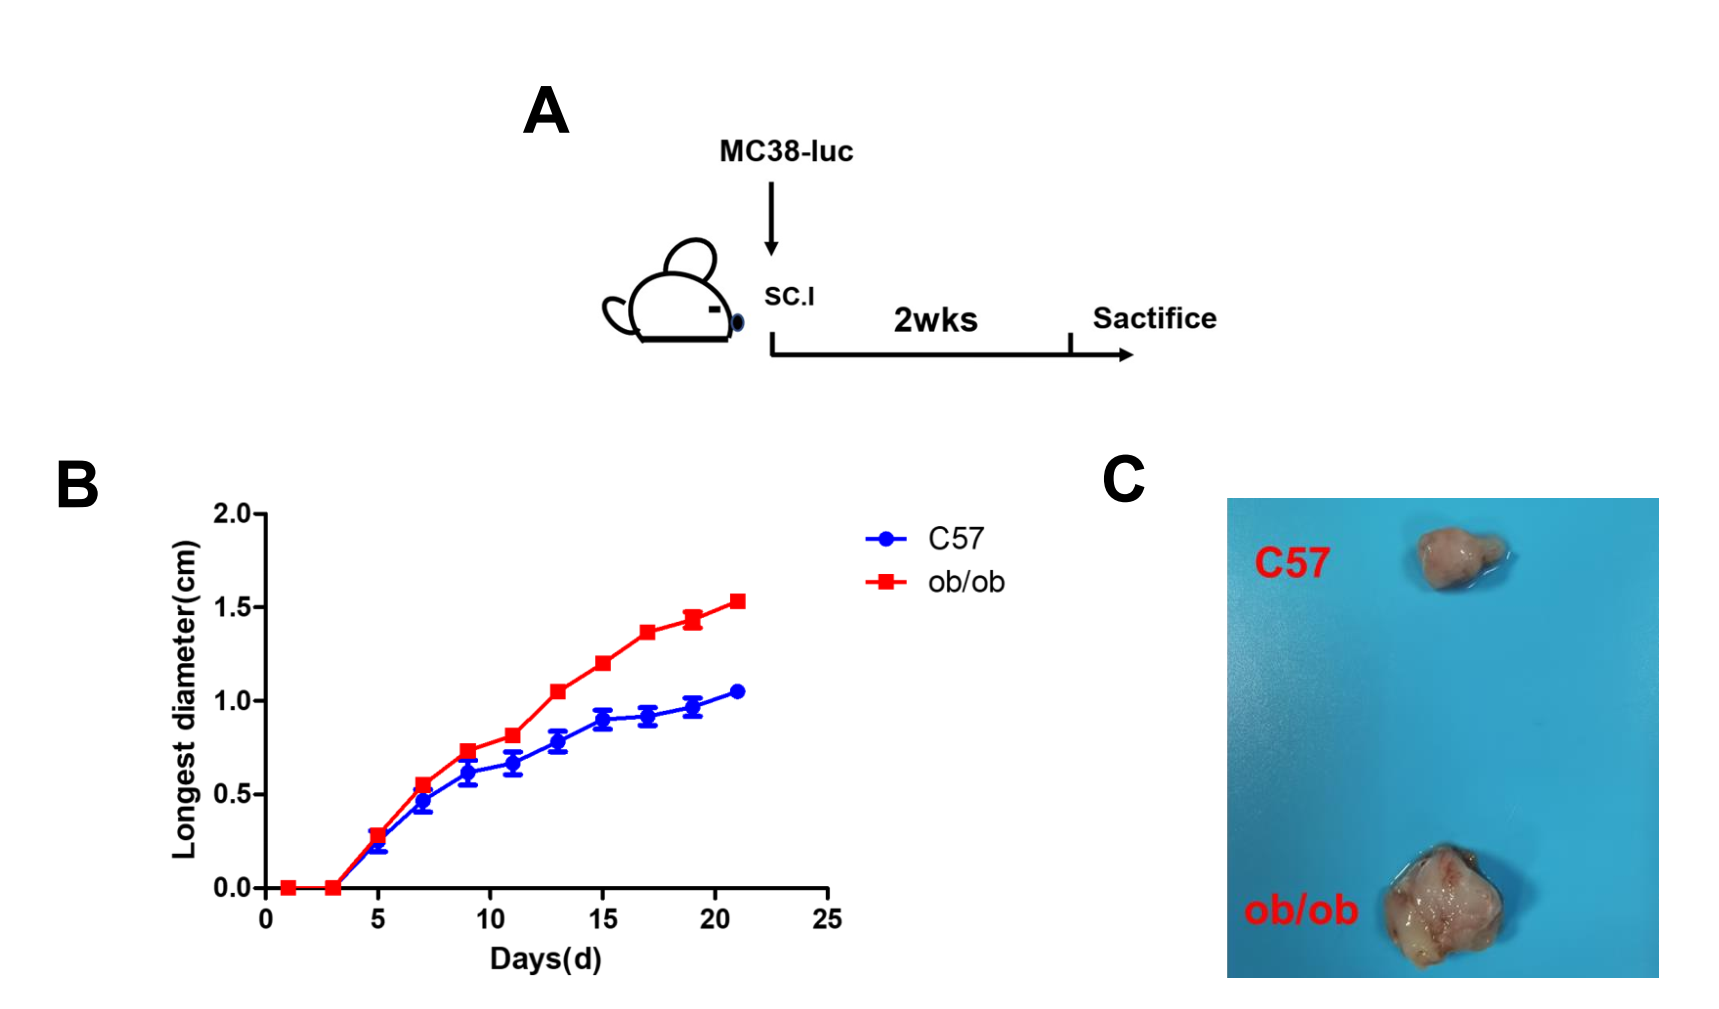 A
MC38-luc
SC.I
2wks
Sactifice
B
2.0
1.5
1.0
0.5
0.0
0
5
10
15
20
25
Longest diameter(cm)
Days(d)
C57
ob/ob
C
C57
ob/ob